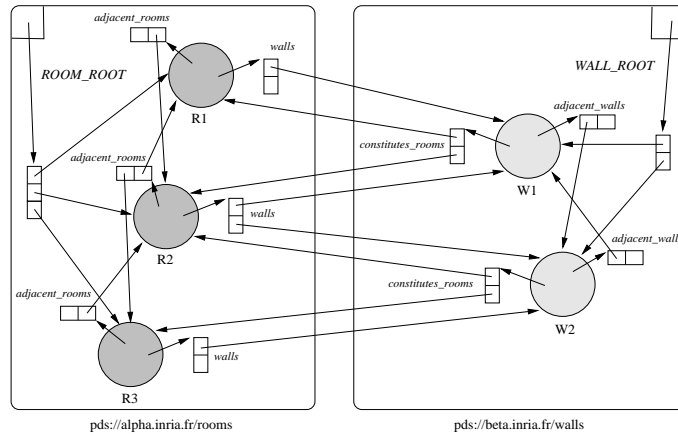 adjacent_rooms
walls
ROOM_ROOT
WALL_ROOT
R1
adjacent_walls
constitutes_rooms
adjacent_rooms
W1
walls
adjacent_wall
R2
constitutes_rooms
adjacent_rooms
W2
walls
R3
pds://alpha.inria.fr/rooms
pds://beta.inria.fr/walls